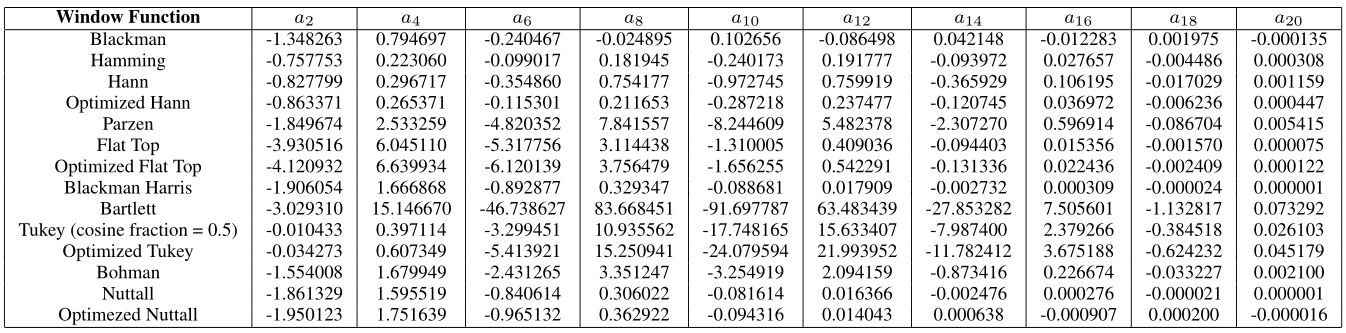 Window Function a2 a4 a6 a8 a10 a12 a14 a16 a18 a20
Blackman -1.348263 0.794697 -0.240467 -0.024895 0.102656 -0.086498 0.042148 -0.012283 0.001975 -0.000135
Hamming -0.757753 0.223060 -0.099017 0.181945 -0.240173 0.191777 -0.093972 0.027657 -0.004486 0.000308
Hann -0.827799 0.296717 -0.354860 0.754177 -0.972745 0.759919 -0.365929 0.106195 -0.017029 0.001159
Optimized Hann -0.863371 0.265371 -0.115301 0.211653 -0.287218 0.237477 -0.120745 0.036972 -0.006236 0.000447
Parzen -1.849674 2.533259 -4.820352 7.841557 -8.244609 5.482378 -2.307270 0.596914 -0.086704 0.005415
Flat Top -3.930516 6.045110 -5.317756 3.114438 -1.310005 0.409036 -0.094403 0.015356 -0.001570 0.000075
Optimized Flat Top -4.120932 6.639934 -6.120139 3.756479 -1.656255 0.542291 -0.131336 0.022436 -0.002409 0.000122
Blackman Harris -1.906054 1.666868 -0.892877 0.329347 -0.088681 0.017909 -0.002732 0.000309 -0.000024 0.000001
Bartlett -3.029310 15.146670 -46.738627 83.668451 -91.697787 63.483439 -27.853282 7.505601 -1.132817 0.073292
Tukey (cosine fraction = 0.5) -0.010433 0.397114 -3.299451 10.935562 -17.748165 15.633407 -7.987400 2.379266 -0.384518 0.026103
Optimized Tukey -0.034273 0.607349 -5.413921 15.250941 -24.079594 21.993952 -11.782412 3.675188 -0.624232 0.045179
Bohman -1.554008 1.679949 -2.431265 3.351247 -3.254919 2.094159 -0.873416 0.226674 -0.033227 0.002100
Nuttall -1.861329 1.595519 -0.840614 0.306022 -0.081614 0.016366 -0.002476 0.000276 -0.000021 0.000001
Optimezed Nuttall -1.950123 1.751639 -0.965132 0.362922 -0.094316 0.014043 0.000638 -0.000907 0.000200 -0.000016